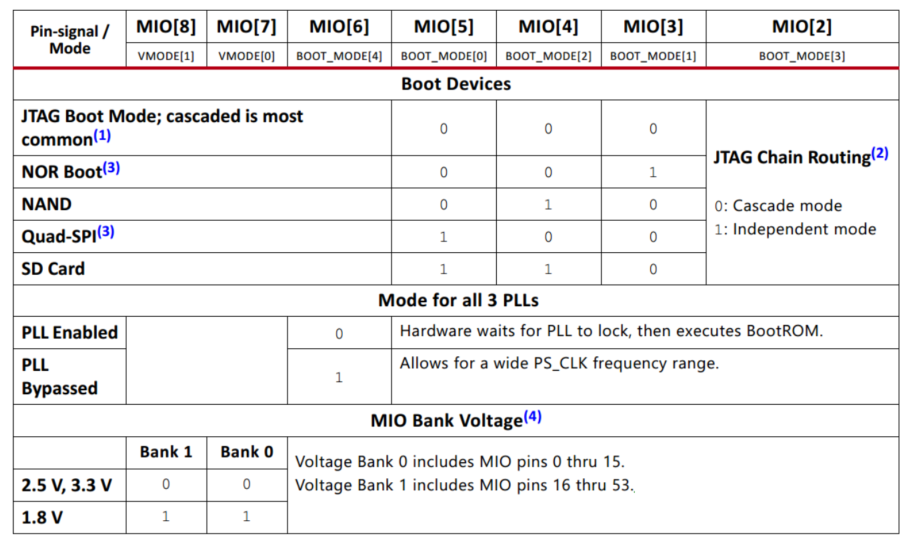 Pin-signal / Mode MIO[8] MIO[7] MIO[6] MIO[5] MIO[4] MIO[3] MIO[2]
VMODE[1] VMODE[0] BOOT_MODE[4] BOOT_MODE[0] BOOT_MODE[2] BOOT_MODE[1] BOOT_MODE[3]
Boot Devices
JTAG Boot Mode; cascaded is most
common(1) 0 0 0
NOR Boot(3) 0 0 1
NAND 0 1 0
Quad-SPI(3) 1 0 0
SD Card 1 1 0
JTAG Chain Routing(2)
0: Cascade mode
1: Independent mode
Mode for all 3 PLLs
PLL Enabled 0 Hardware waits for PLL to lock, then executes BootROM.
PLL
Bypassed 1 Allows for a wide PS_CLK frequency range.
MIO Bank Voltage(4)
Bank 1 Bank 0
2.5 V, 3.3 V 0 0
1.8 V 1 1
Voltage Bank 0 includes MIO pins 0 thru 15.
Voltage Bank 1 includes MIO pins 16 thru 53.